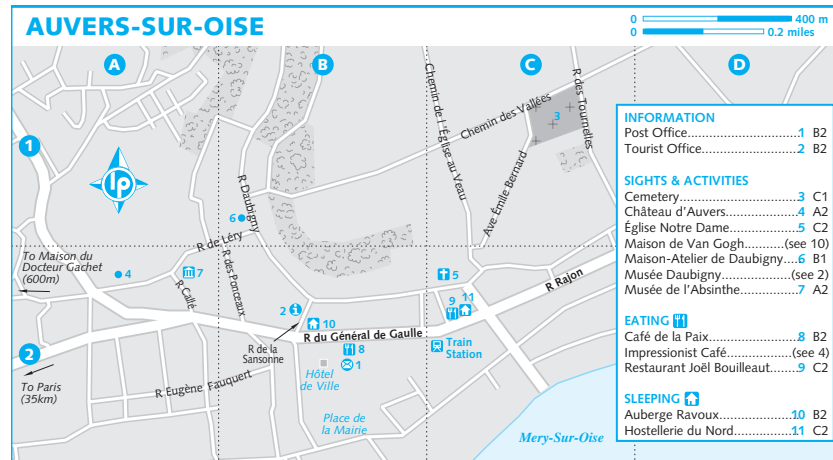 AUVERS-SUR-OISE
0 400 m
0 0.2 miles
A
B
C
D
1
2
lp
Chemin de l'Église au Veau
Chemin des Vallées
R des Tournelles
3
Ave Émile Bernard
R Daubigny
6
R de Léry
To Maison du
Docteur Gachet
(600m)
4
7
R Callé
R des Ponceaux
5
R Rajon
2
10
9
11
R du Général de Gaulle
R de la
Sansonne
8
1
Train
Station
Hôtel
de Ville
To Paris
(35km)
R Eugène Fauquert
Place de
la Mairie
Mery-Sur-Oise
INFORMATION
Post Office..............................1 B2
Tourist Office.........................2 B2
SIGHTS & ACTIVITIES
Cemetery................................3 C1
Château d'Auvers...................4 A2
Église Notre Dame.................5 C2
Maison de Van Gogh..........(see 10)
Maison-Atelier de Daubigny...6 B1
Musée Daubigny..................(see 2)
Musée de l'Absinthe...............7 A2
EATING
Café de la Paix........................8 B2
Impressionist Café................(see 4)
Restaurant Joël Bouilleaut......9 C2
SLEEPING
Auberge Ravoux....................10 B2
Hostellerie du Nord...............11 C2